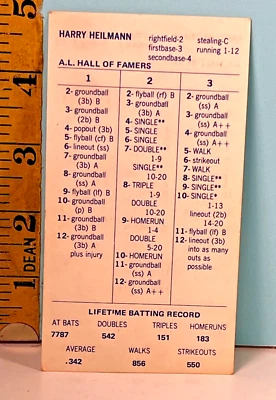 HARRY HEILMANN
rightfield-2 stealing-C
firstbase-3 running 1-12
secondbase-4
A.L. HALL OF FAMERS
1
2- groundball
(3b) B
3- groundball
(2b) B
4- popout (3b)
5- flyball (rf) B
6- lineout (ss)
7- groundball
(3b) A
8- groundball
(ss) A
9- flyball (lf) B
10- groundball
(p) B
11- groundball
(3b) A
12- groundball
(3b) A
plus injury
2
2- flyball (rf) B
3- groundball
(3b) A
4- SINGLE**
5- SINGLE
6- SINGLE
7- DOUBLE**
1-9
SINGLE**
10-20
8- TRIPLE
1-9
DOUBLE
10-20
9- HOMERUN
1-4
DOUBLE
5-20
10- HOMERUN
11- groundball
(ss) A
12- groundball
(ss) A++
3
2- groundball
(ss) A
3- groundball
(ss) A++
4- groundball
(ss) A++
5- WALK
6- strikeout
7- WALK
8- SINGLE**
9- SINGLE**
10- SINGLE*
1-13
lineout (2b)
14-20
11- flyball (lf) B
12- lineout (3b)
into as many
outs as
possible
LIFETIME BATTING RECORD
AT BATS DOUBLES TRIPLES HOMERUNS
7787 542 151 183
AVERAGE WALKS STRIKEOUTS
.342 856 550
DEAN
1
2
3
4
5